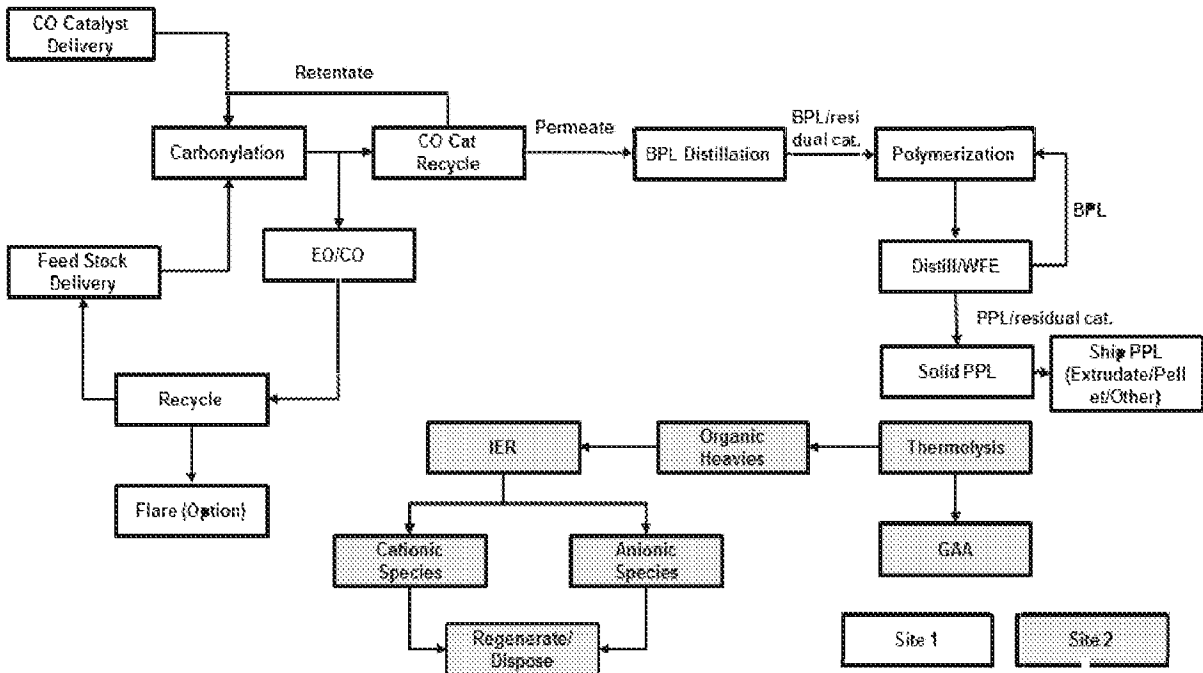 CO Catalyst
Delivery
Retentate
Carbonylation
CO Cat
Recycle
Permeate
BPL Distillation
BPL/resi
dual cat.
Polymerization
BPL
EO/CO
Feed Stock
Delivery
Distill/WFE
PPL/residual cat.
Solid PPL
Ship PPL
(Extrudate/Pell
et/Other)
Recycle
IER
Organic
Heavies
Thermolysis
Flare (Option)
Cationic
Species
Anionic
Species
GAA
Regenerate/
Dispose
Site 1
Site 2